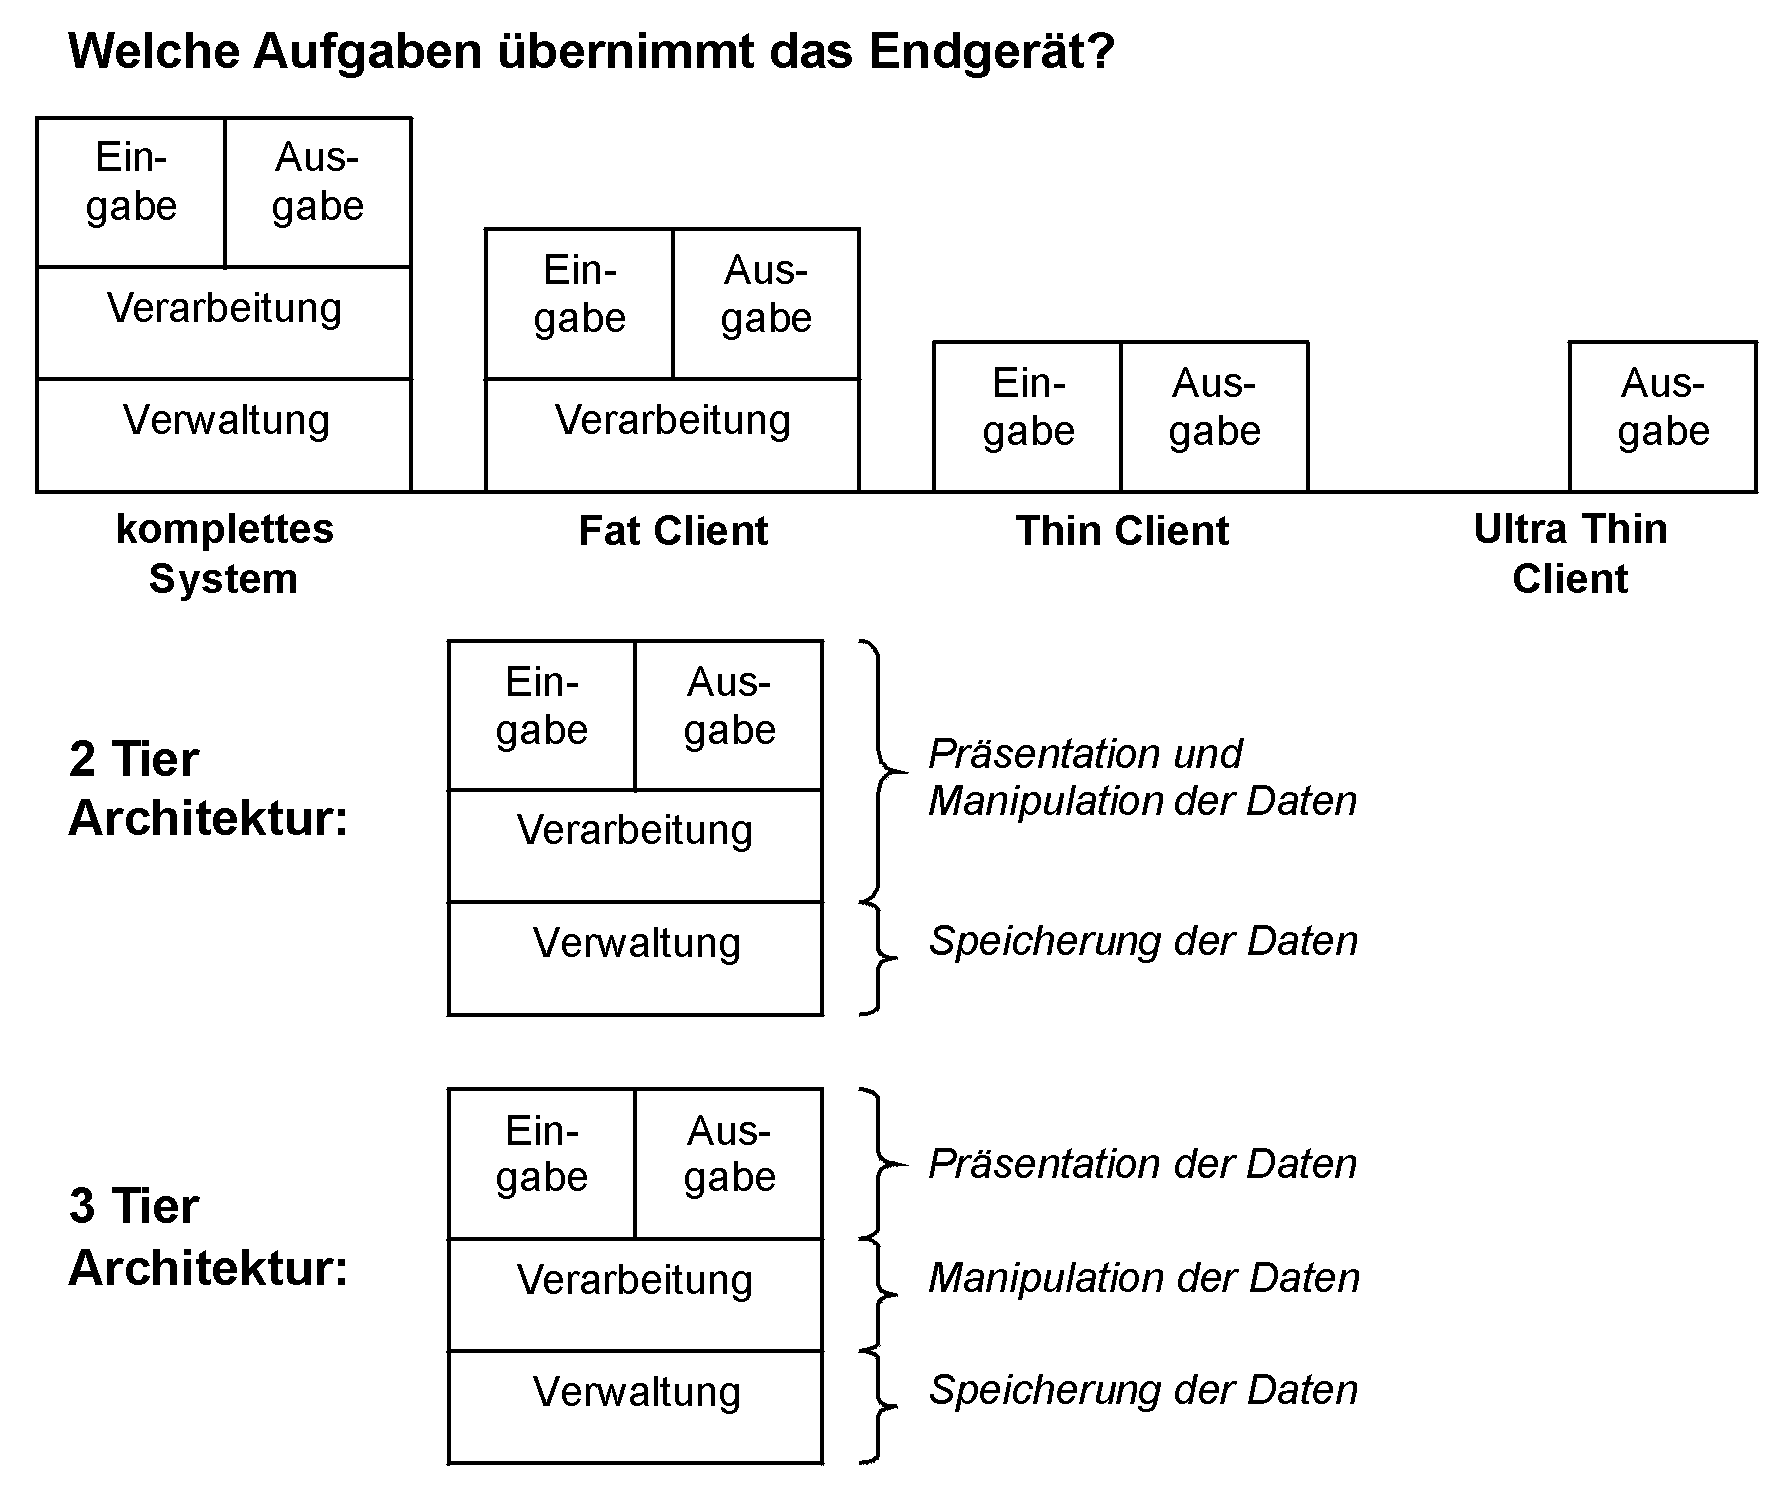 Welche Aufgaben übernimmt das Endgerät?
Ein-
gabe
Aus-
gabe
Verarbeitung
Verwaltung
komplettes
System
Ein-
gabe
Aus-
gabe
Verarbeitung
Fat Client
Ein-
gabe
Aus-
gabe
Thin Client
Aus-
gabe
Ultra Thin
Client
2 Tier
Architektur:
Ein-
gabe
Aus-
gabe
Verarbeitung
Verwaltung
Präsentation und
Manipulation der Daten
Speicherung der Daten
3 Tier
Architektur:
Ein-
gabe
Aus-
gabe
Verarbeitung
Verwaltung
Präsentation der Daten
Manipulation der Daten
Speicherung der Daten